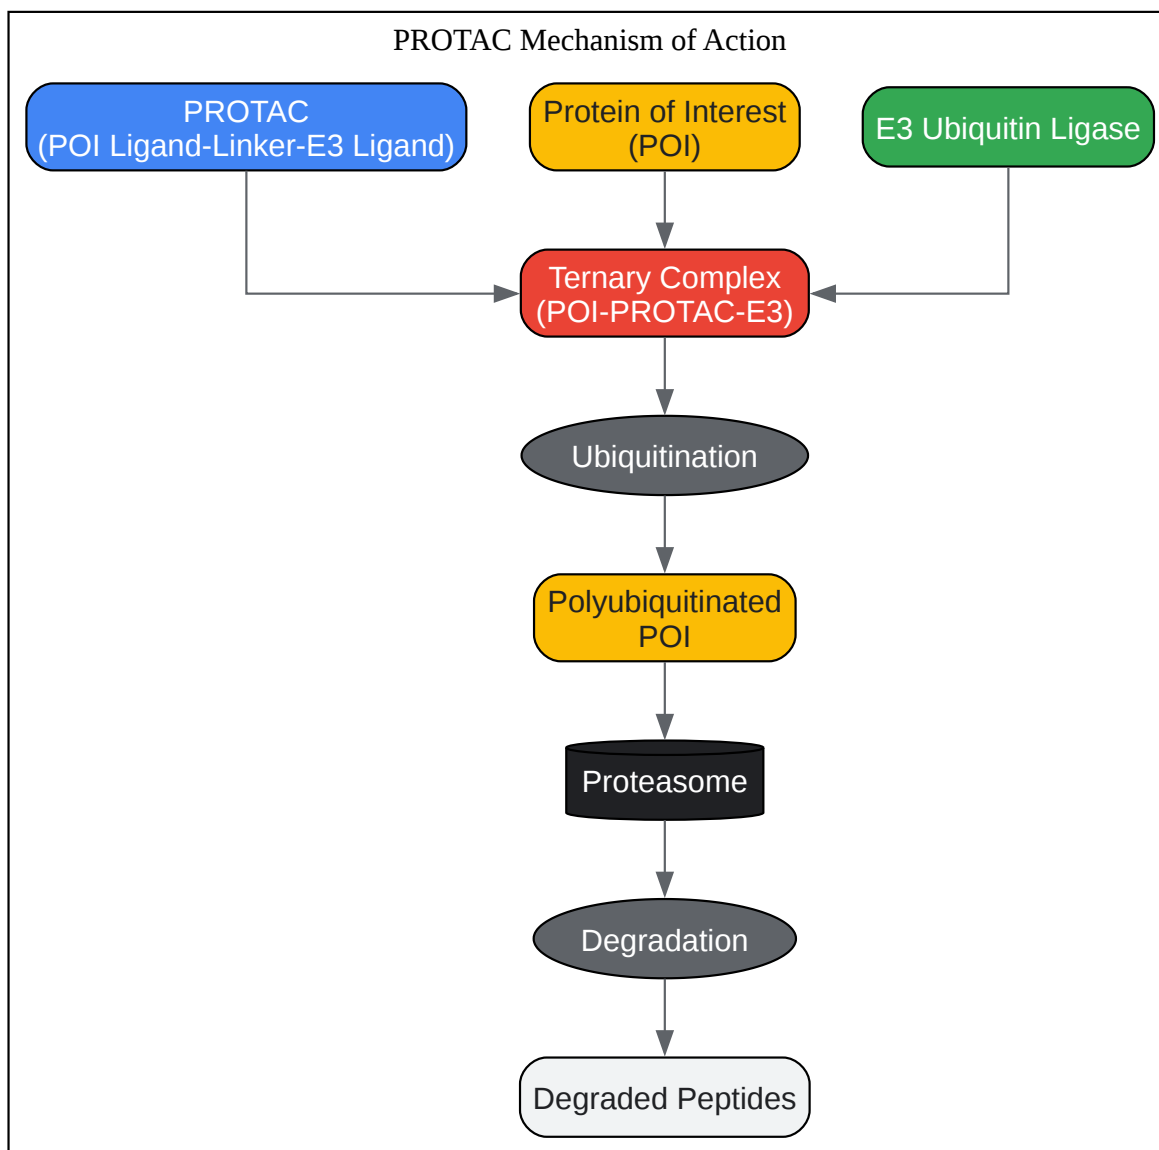 PROTAC Mechanism of Action
PROTAC
(POI Ligand-Linker-E3 Ligand)
Protein of Interest
(POI)
E3 Ubiquitin Ligase
Ternary Complex
(POI-PROTAC-E3)
Ubiquitination
Polyubiquitinated
POI
Proteasome
Degradation
Degraded Peptides